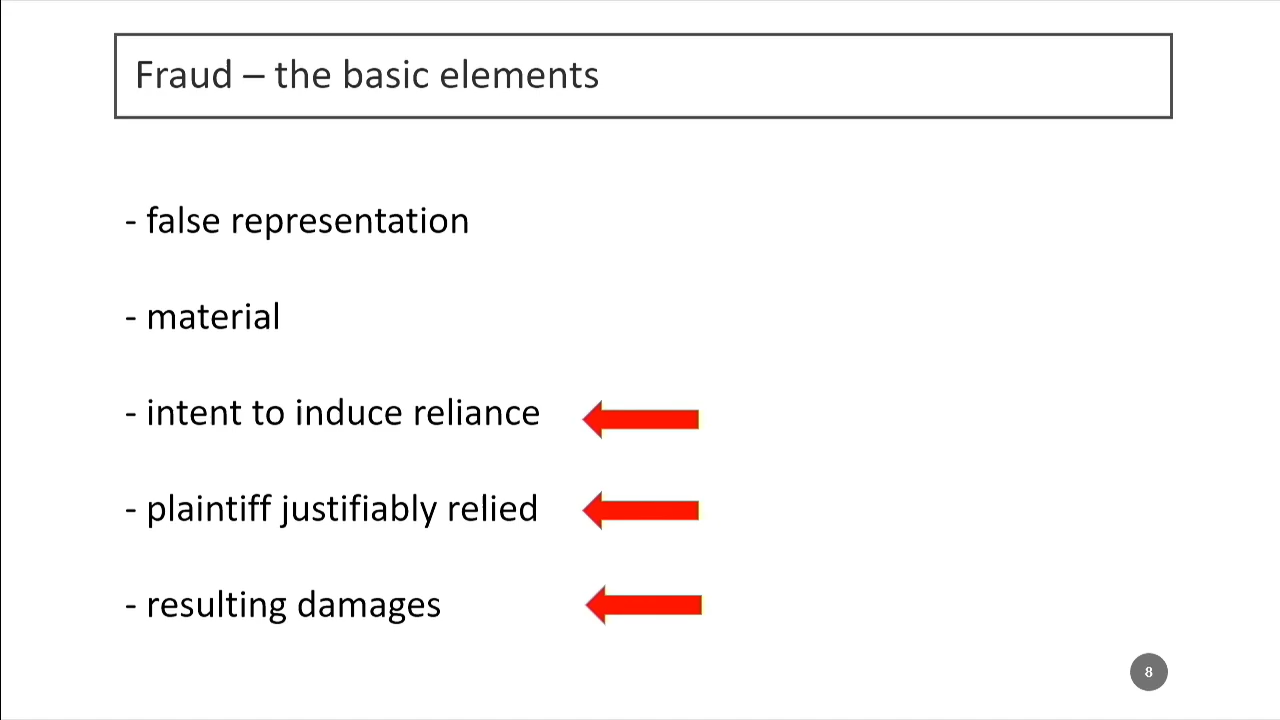 Fraud – the basic elements
- false representation
- material
- intent to induce reliance
- plaintiff justifiably relied
- resulting damages
8